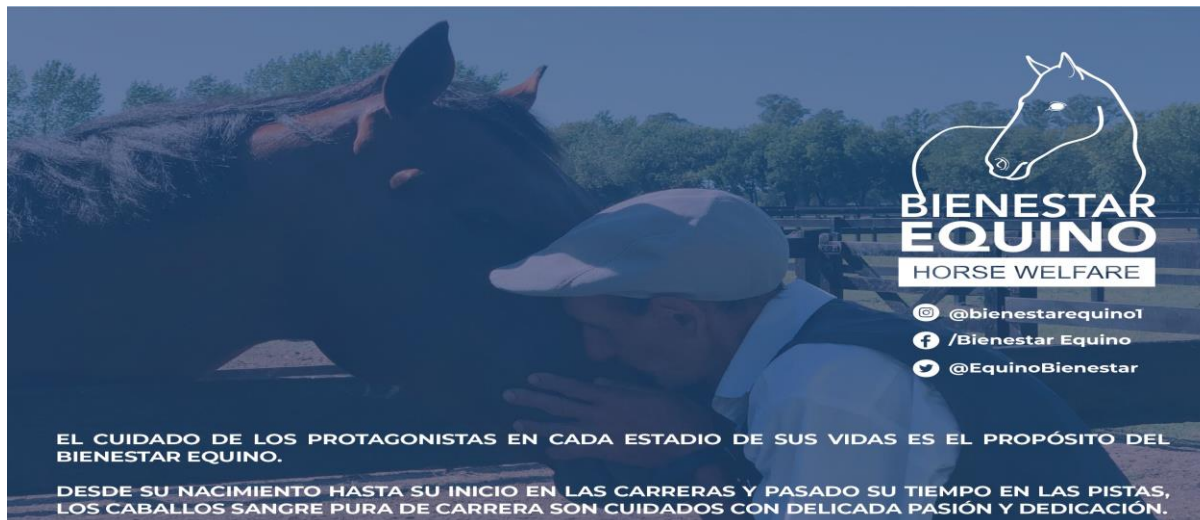 BIENESTAR
EQUINO
HORSE WELFARE
@bienestarequino1
/Bienestar Equino
@EquinoBienestar
EL CUIDADO DE LOS PROTAGONISTAS EN CADA ESTADIO DE SUS VIDAS ES EL PROPÓSITO DEL
BIENESTAR EQUINO.
DESDE SU NACIMIENTO HASTA SU INICIO EN LAS CARRERAS Y PASADO SU TIEMPO EN LAS PISTAS,
LOS CABALLOS SANGRE PURA DE CARRERA SON CUIDADOS CON DELICADA PASIÓN Y DEDICACIÓN.